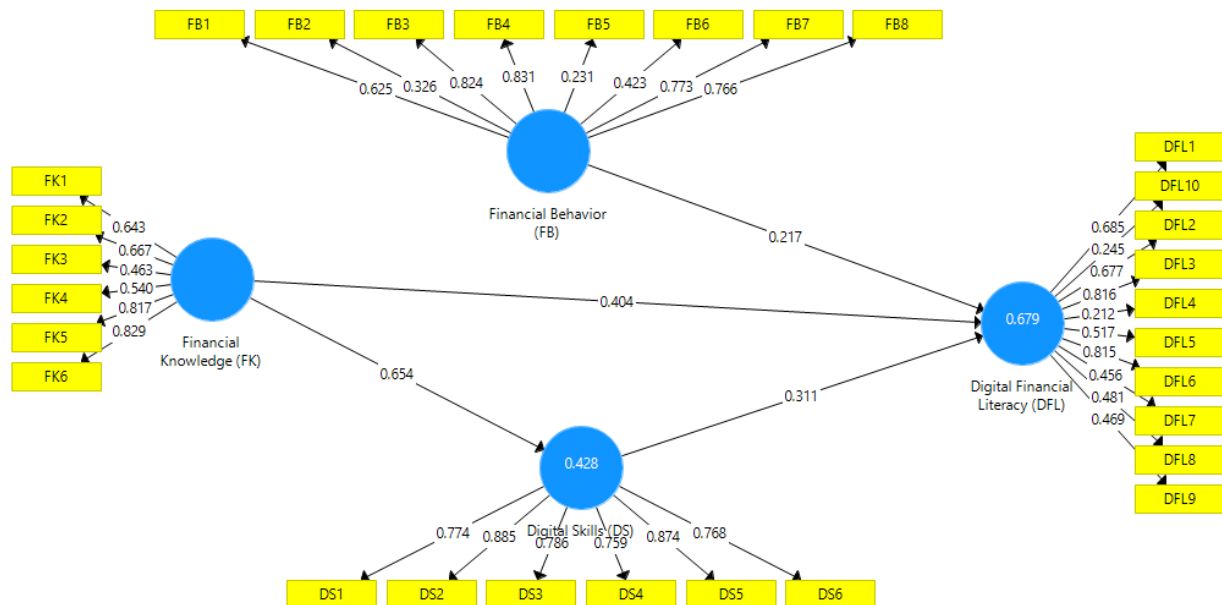 FB1 FB2 FB3 FB4 FB5 FB6 FB7 FB8
0.625 0.326 0.824 0.831 0.231 0.423 0.773 0.766
Financial Behavior
(FB)
FK1
FK2
FK3
FK4
FK5
FK6
0.643
0.667
0.463
0.540
0.817
0.829
Financial
Knowledge (FK)
0.217
0.404
0.654
0.311
DFL1
DFL10
DFL2
DFL3
DFL4
DFL5
DFL6
DFL7
DFL8
DFL9
0.685
0.245
0.677
0.816
0.212
0.517
0.815
0.456
0.481
0.469
0.679
Digital Financial
Literacy (DFL)
0.428
Digital Skills (DS)
0.774 0.885 0.786 0.759 0.874 0.768
DS1 DS2 DS3 DS4 DS5 DS6